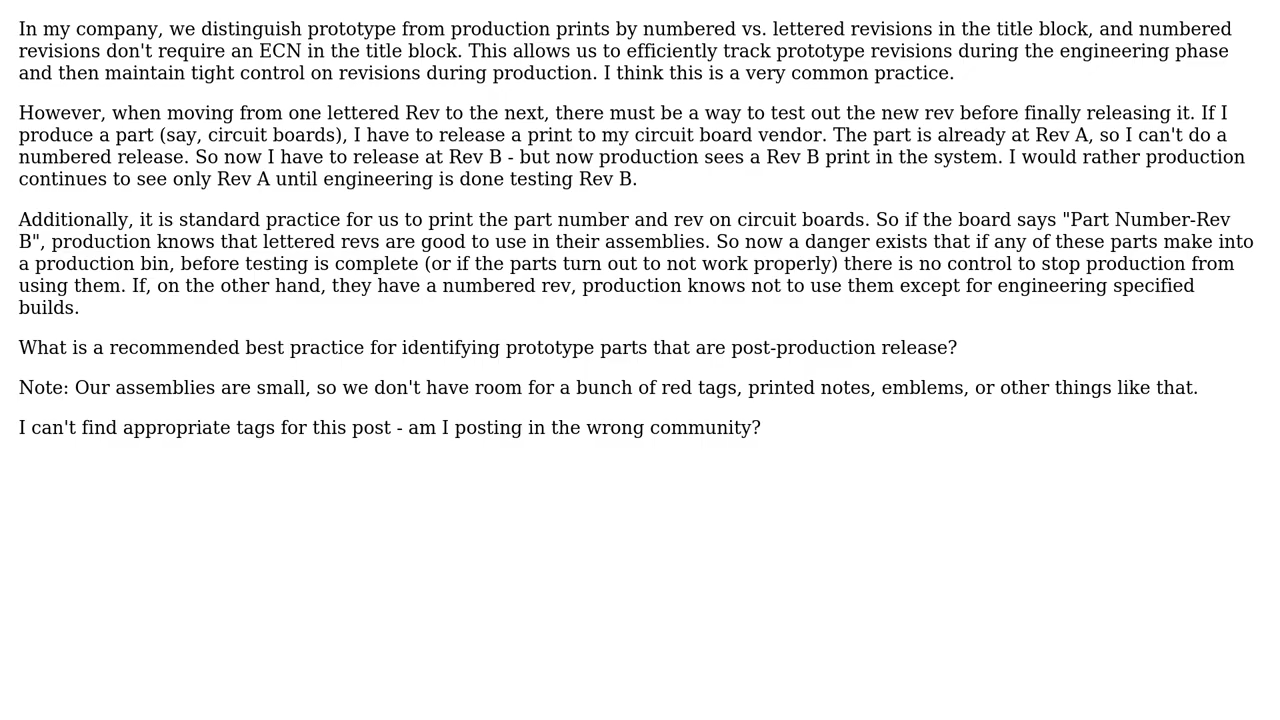 In my company, we distinguish prototype from production prints by numbered vs. lettered revisions in the title block, and numbered
revisions don't require an ECN in the title block. This allows us to efficiently track prototype revisions during the engineering phase
and then maintain tight control on revisions during production. I think this is a very common practice.
However, when moving from one lettered Rev to the next, there must be a way to test out the new rev before finally releasing it. If I
produce a part (say, circuit boards), I have to release a print to my circuit board vendor. The part is already at Rev A, so I can't do a
numbered release. So now I have to release at Rev B - but now production sees a Rev B print in the system. I would rather production
continues to see only Rev A until engineering is done testing Rev B.
Additionally, it is standard practice for us to print the part number and rev on circuit boards. So if the board says "Part Number-Rev
B", production knows that lettered revs are good to use in their assemblies. So now a danger exists that if any of these parts make into
a production bin, before testing is complete (or if the parts turn out to not work properly) there is no control to stop production from
using them. If, on the other hand, they have a numbered rev, production knows not to use them except for engineering specified
builds.
What is a recommended best practice for identifying prototype parts that are post-production release?
Note: Our assemblies are small, so we don't have room for a bunch of red tags, printed notes, emblems, or other things like that.
I can't find appropriate tags for this post - am I posting in the wrong community?